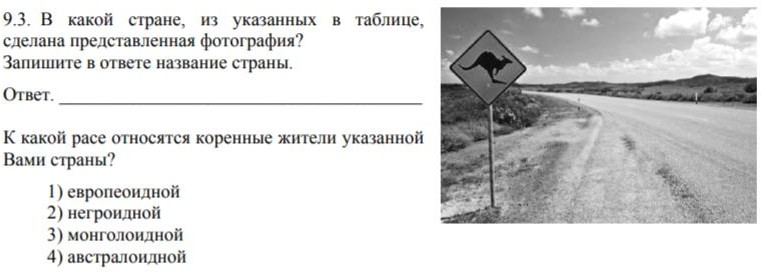 9.3. В какой стране, из указанных в таблице,
сделана представленная фотография?
Запишите в ответе название страны.
Ответ. ________________________________________
К какой расе относятся коренные жители указанной
Вами страны?
1) европеоидной
2) негроидной
3) монголоидной
4) австралоидной